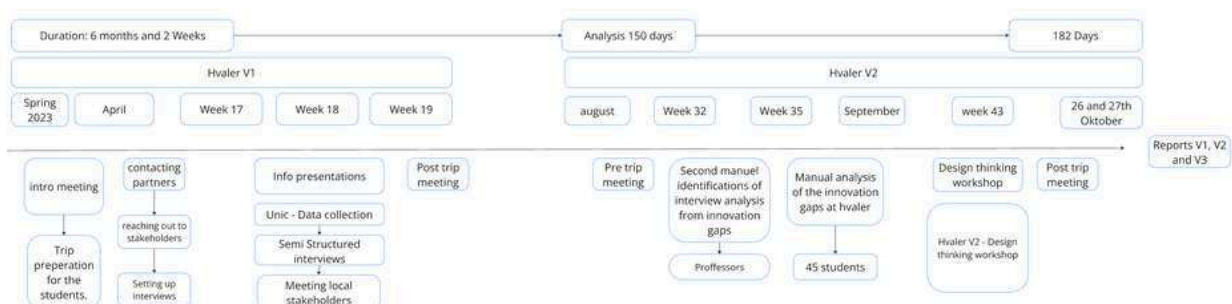 Duration: 6 months and 2 Weeks
Analysis 150 days
182 Days
Hvaler V1
Hvaler V2
Spring
2023
April
Week 17
Week 18
Week 19
august
Week 32
Week 35
September
week 43
26 and 27th
Oktober
Reports V1, V2
and V3
intro meeting
Trip
preperation
for the
students.
contacting
partners
reaching out to
stakeholders
Setting up
interviews
Info presentations
Unic - Data collection
Semi Structured
interviews
Meeting local
stakeholders
Post trip
meeting
Pre trip
meeting
Second manuel
identifications of
interview analysis
from innovation
gaps
Proffessors
Manual analysis
of the innovation
gaps at hvaler
45 students
Design thinking
workshop
Hvaler V2 - Design
thinking workshop
Post trip
meeting